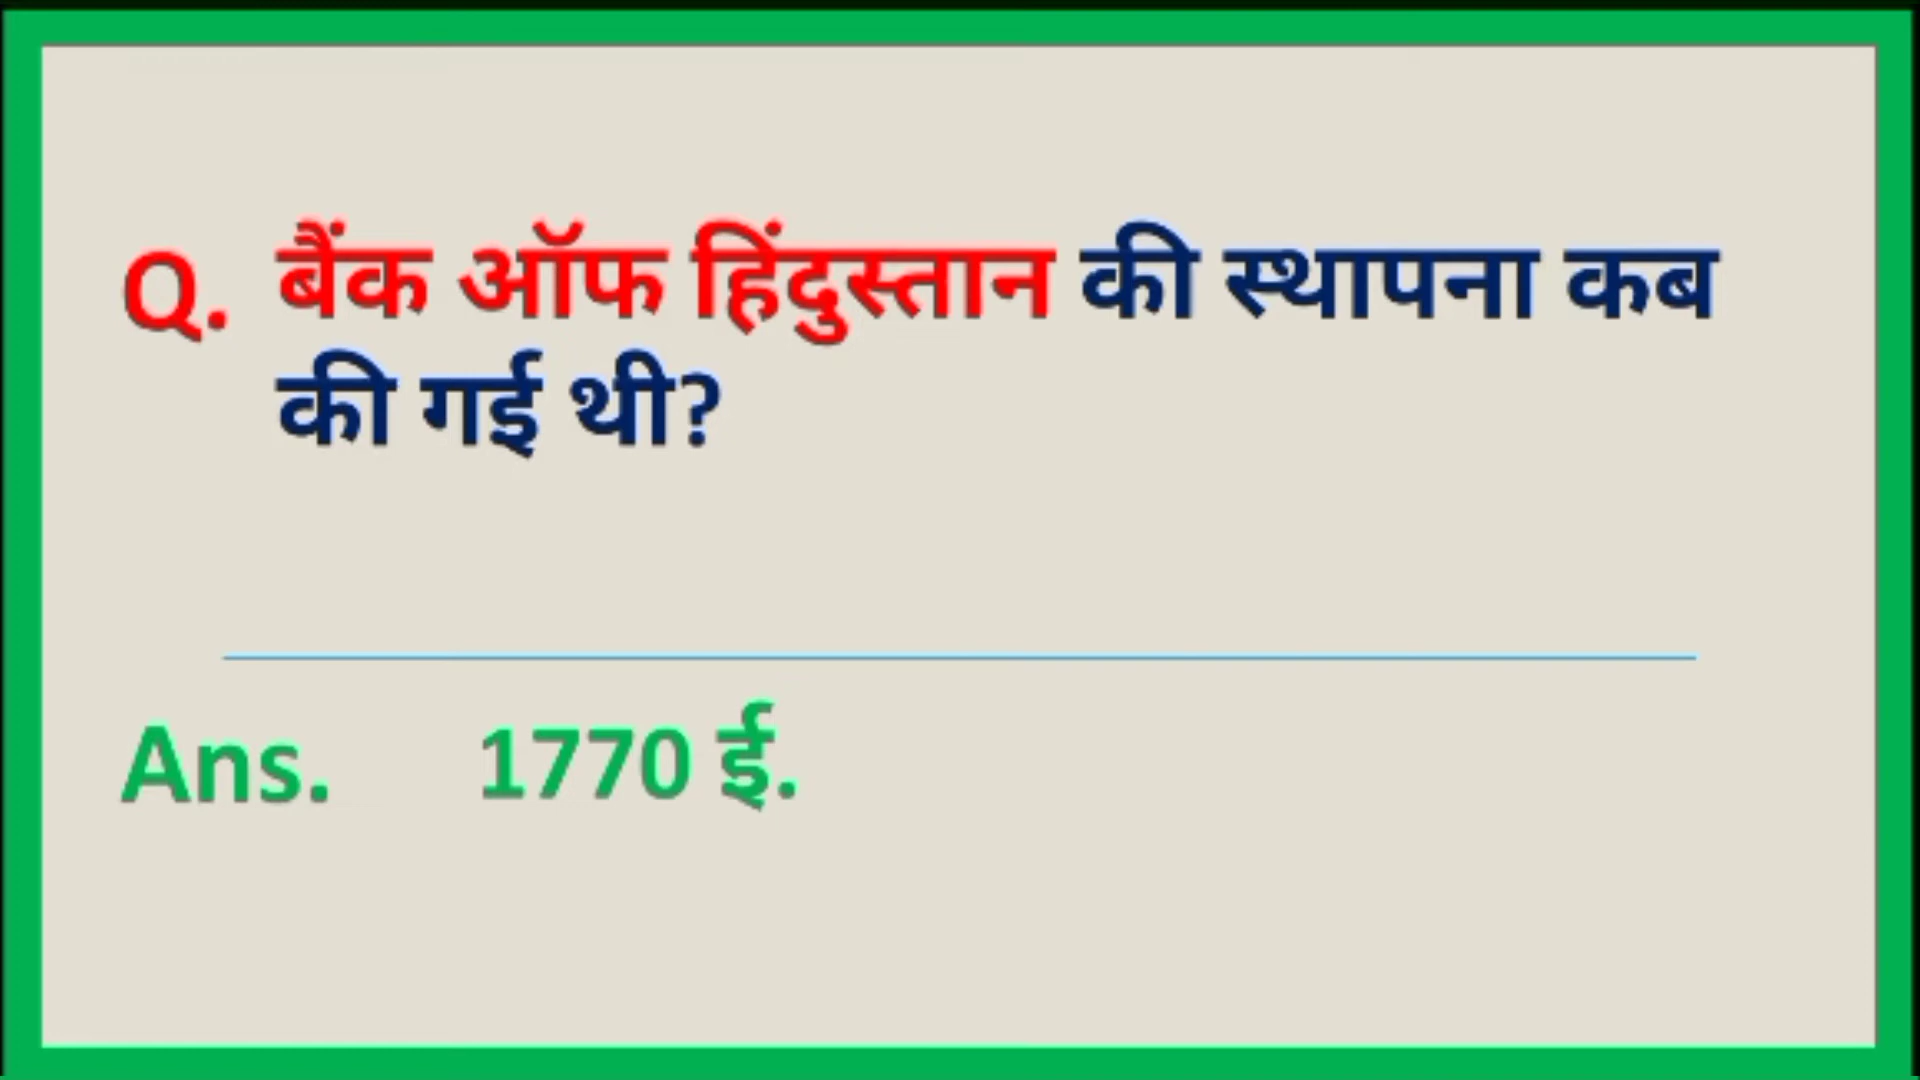 Q. बैंक ऑफ हिंदुस्तान की स्थापना कब
की गई थी?
Ans. 1770 ई.